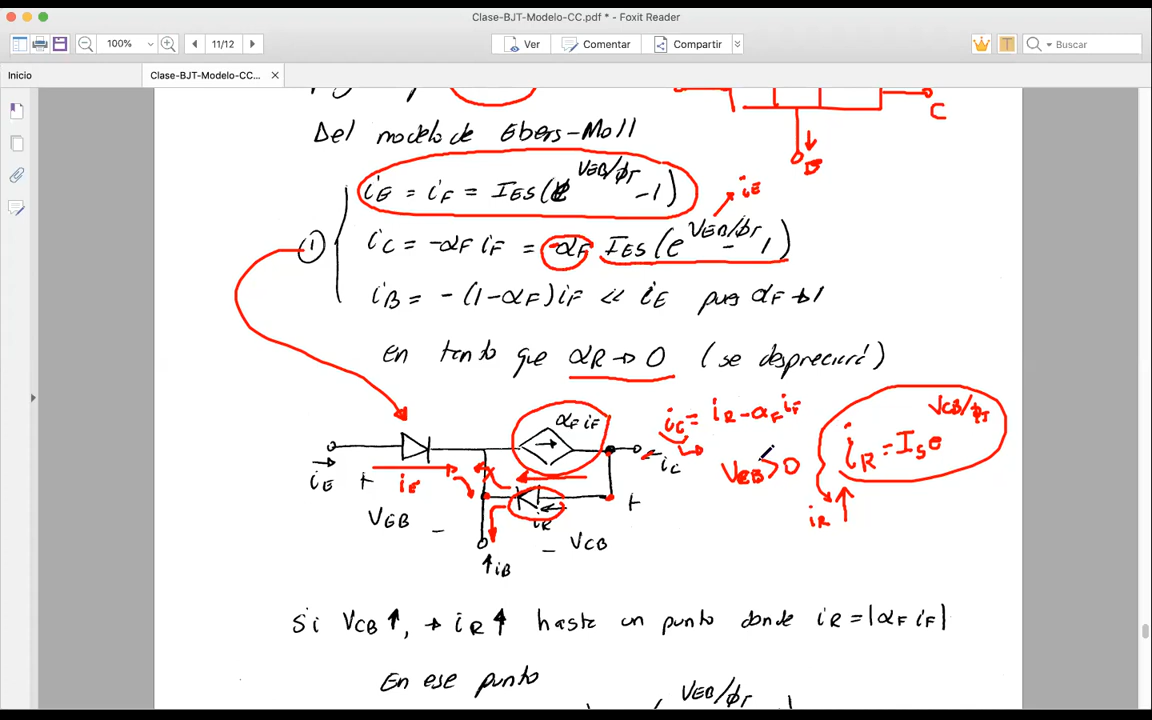 Clase-BJT-Modelo-CC.pdf * - Foxit Reader
100% 11/12 Ver Comentar Compartir Buscar
Inicio Clase-BJT-Modelo-CC...
C
Del modelo de Ebers-Moll
B
iE = iF = IES(e^VEB/ϕT -1)
iE
① iC = -αF iF = -αF IES(e^VEB/ϕT - 1)
iB = -(1-αF)iF << iE pues αF→1
En tanto que αR→0 (se despreciará)
αF iF
iC = iR - αF iF
iR = IS e^VCB/ϕT
VCB > 0
iE + iE iC
iR ↑
VEB - iR + - VCB
↑iB
Si VCB↑, → iR↑ hasta un punto donde iR = |αF iF|
En ese punto
VEB/ϕT